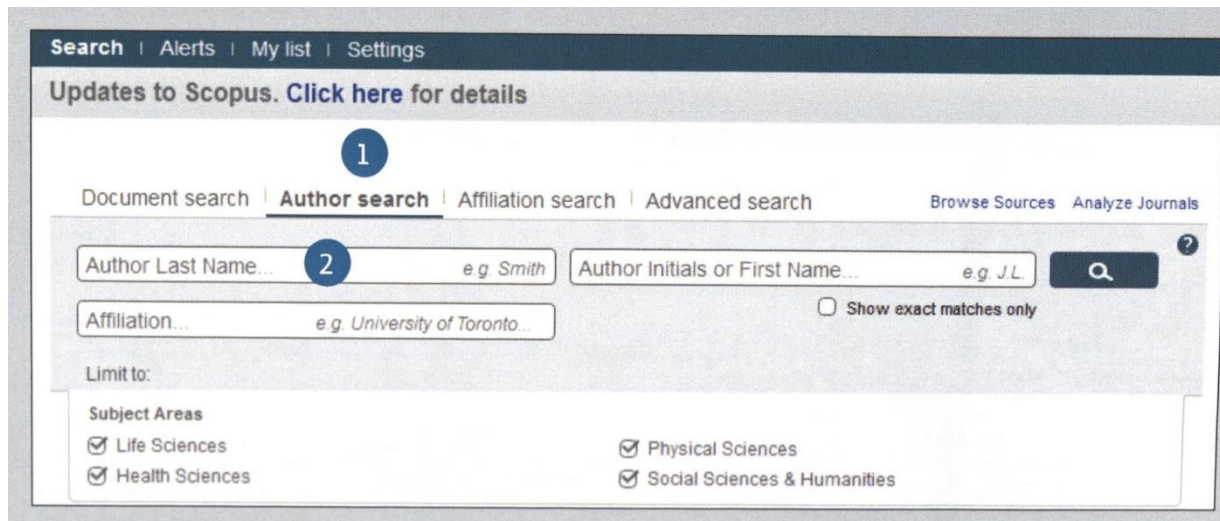 Search | Alerts | My list | Settings
Updates to Scopus. Click here for details
1
Document search | Author search | Affiliation search | Advanced search Browse Sources Analyze Journals
?
Author Last Name... 2 e.g. Smith Author Initials or First Name... e.g. J.L.
Show exact matches only
Affiliation... e.g. University of Toronto...
Limit to:
Subject Areas
Life Sciences Physical Sciences
Health Sciences Social Sciences & Humanities